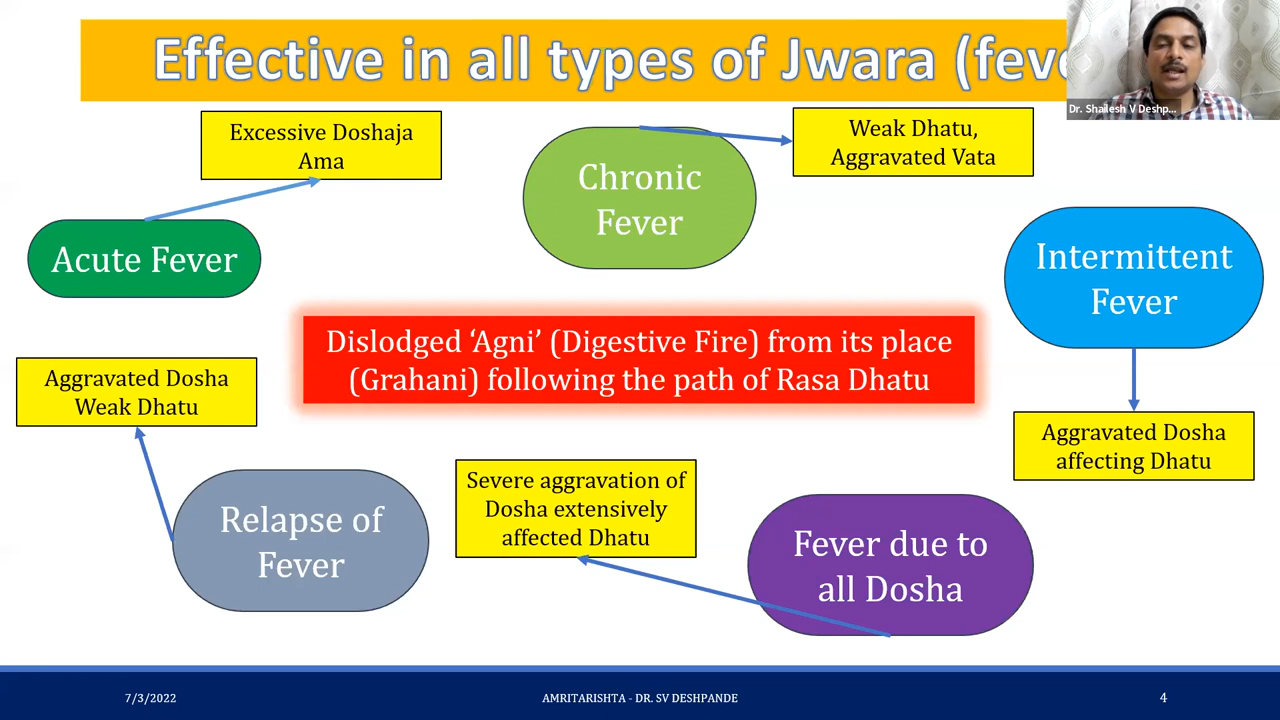 Effective in all types of Jwara (feve
Dr. Shailesh V Deshp...
Excessive Doshaja
Ama
Weak Dhatu,
Aggravated Vata
Chronic
Fever
Acute Fever
Intermittent
Fever
Dislodged ‘Agni’ (Digestive Fire) from its place
(Grahani) following the path of Rasa Dhatu
Aggravated Dosha
Weak Dhatu
Aggravated Dosha
affecting Dhatu
Severe aggravation of
Dosha extensively
affected Dhatu
Relapse of
Fever
Fever due to
all Dosha
7/3/2022
AMRITARISHTA - DR. SV DESHPANDE
4